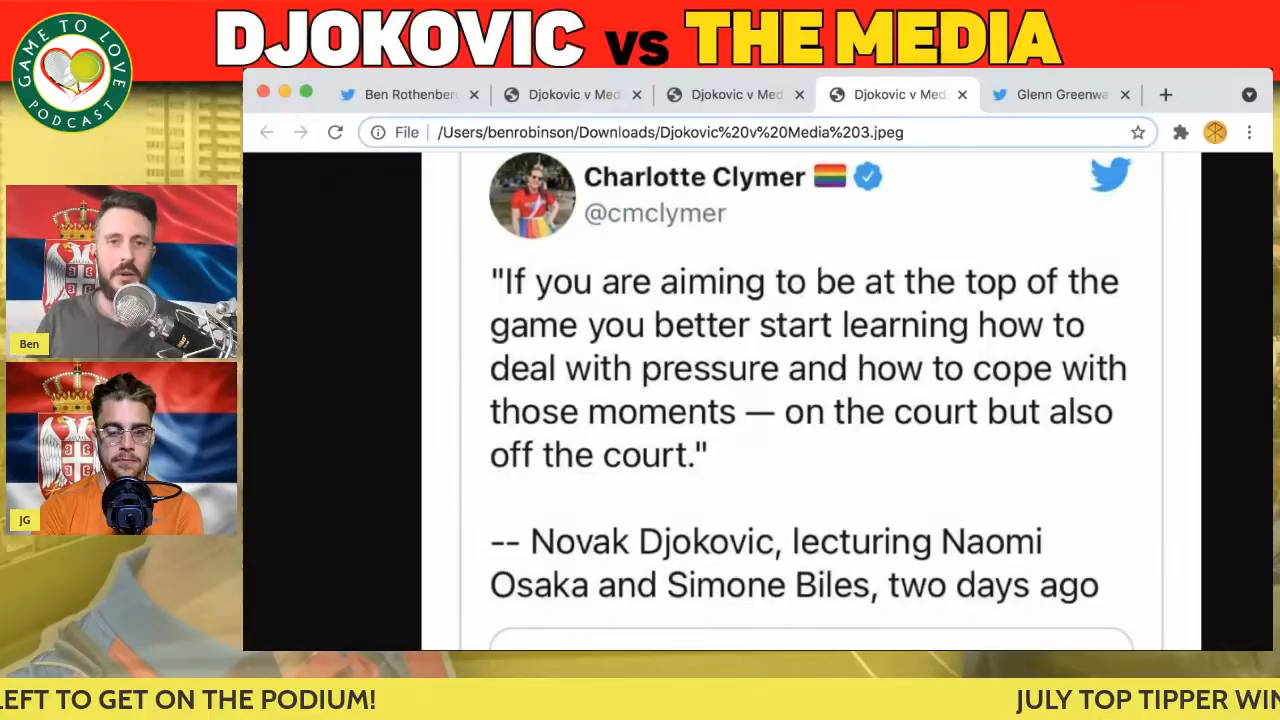 DJOKOVIC vs THE MEDIA
GAME TO LOVE
PODCAST
Ben Rothenber
Djokovic v Med
Djokovic v Med
Djokovic v Med
Glenn Greenwa
File
/Users/benrobinson/Downloads/Djokovic%20v%20Media%203.jpeg
Charlotte Clymer
@cmclymer
"If you are aiming to be at the top of the
game you better start learning how to
deal with pressure and how to cope with
those moments — on the court but also
off the court."
-- Novak Djokovic, lecturing Naomi
Osaka and Simone Biles, two days ago
Ben
JG
LEFT TO GET ON THE PODIUM!
JULY TOP TIPPER WIN